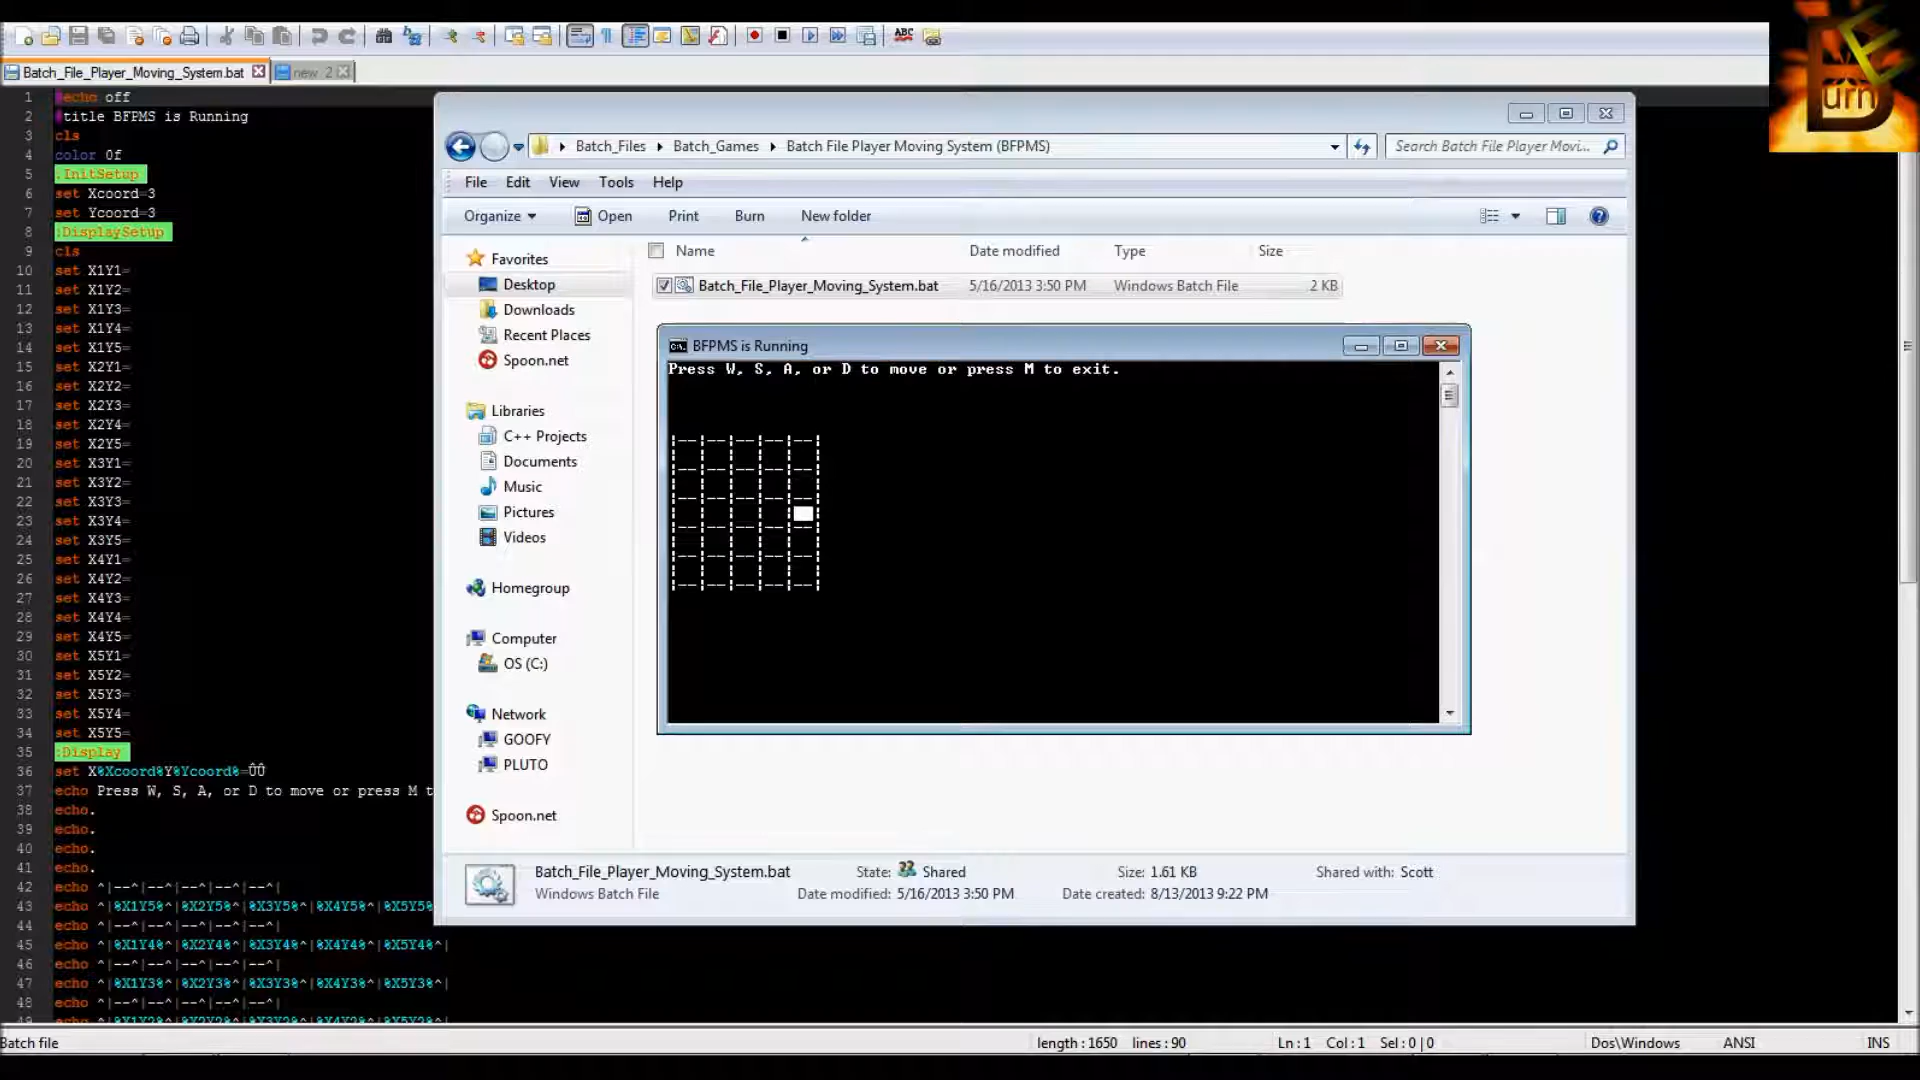 Batch_File_Player_Moving_System.bat
new 2
1 echo off
2 title BFPMS is Running
3 cls
4 color 0f
5 :InitSetup
6 set Xcoord=3
7 set Ycoord=3
8 :DisplaySetup
9 cls
10 set X1Y1=
11 set X1Y2=
12 set X1Y3=
13 set X1Y4=
14 set X1Y5=
15 set X2Y1=
16 set X2Y2=
17 set X2Y3=
18 set X2Y4=
19 set X2Y5=
20 set X3Y1=
21 set X3Y2=
22 set X3Y3=
23 set X3Y4=
24 set X3Y5=
25 set X4Y1=
26 set X4Y2=
27 set X4Y3=
28 set X4Y4=
29 set X4Y5=
30 set X5Y1=
31 set X5Y2=
32 set X5Y3=
33 set X5Y4=
34 set X5Y5=
35 :Display
36 set X%Xcoord%Y%Ycoord%=ÛÛ
37 echo Press W, S, A, or D to move or press M t
38 echo.
39 echo.
40 echo.
41 echo.
42 echo ^|--^|--^|--^|--^|--^|
43 echo ^|%X1Y5%^|%X2Y5%^|%X3Y5%^|%X4Y5%^|%X5Y5%
44 echo ^|--^|--^|--^|--^|--^|
45 echo ^|%X1Y4%^|%X2Y4%^|%X3Y4%^|%X4Y4%^|%X5Y4%^|
46 echo ^|--^|--^|--^|--^|--^|
47 echo ^|%X1Y3%^|%X2Y3%^|%X3Y3%^|%X4Y3%^|%X5Y3%^|
48 echo ^|--^|--^|--^|--^|--^|
49 echo ^|%X1Y2%^|%X2Y2%^|%X3Y2%^|%X4Y2%^|%X5Y2%^|
Batch_Files Batch_Games Batch File Player Moving System (BFPMS)
Search Batch File Player Movi...
File Edit View Tools Help
Organize Open Print Burn New folder
Name Date modified Type Size
Batch_File_Player_Moving_System.bat 5/16/2013 3:50 PM Windows Batch File 2 KB
Favorites
Desktop
Downloads
Recent Places
Spoon.net
Libraries
C++ Projects
Documents
Music
Pictures
Videos
Homegroup
Computer
OS (C:)
Network
GOOFY
PLUTO
Spoon.net
BFPMS is Running
Press W, S, A, or D to move or press M to exit.
|--|--|--|--|--|
|--|--|--|--|--|
|--|--|--|--|--|
|--|--|--|--|--|
|--|--|--|--|--|
|--|--|--|--|--|
Batch_File_Player_Moving_System.bat State: Shared Size: 1.61 KB Shared with: Scott
Windows Batch File Date modified: 5/16/2013 3:50 PM Date created: 8/13/2013 9:22 PM
Batch file length : 1650 lines : 90 Ln : 1 Col : 1 Sel : 0 | 0 Dos\Windows ANSI INS
ABC
urn